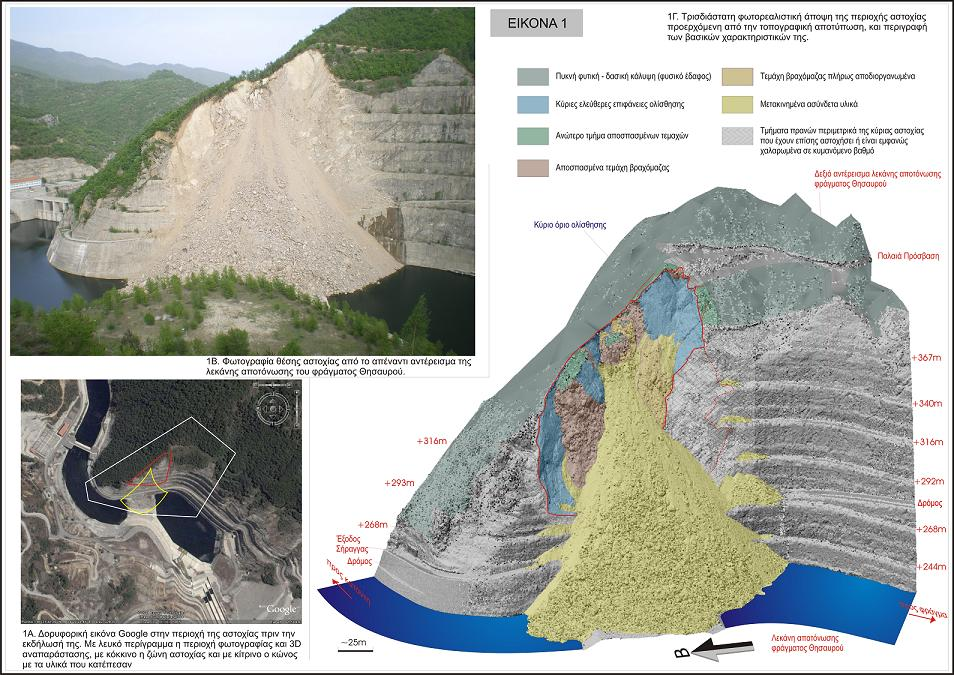 ΕΙΚΟΝΑ 1
1Γ. Τρισδιάστατη φωτορεαλιστική άποψη της περιοχής αστοχίας
προερχόμενη από την τοπογραφική αποτύπωση, και περιγραφή
των βασικών χαρακτηριστικών της.
Πυκνή φυτική - δασική κάλυψη (φυσικό έδαφος)
Κύριες ελεύθερες επιφάνειες ολίσθησης
Ανώτερο τμήμα αποσπασμένων τεμαχών
Αποσπασμένα τεμάχη βραχόμαζας
Τεμάχη βραχόμαζας πλήρως αποδιοργανωμένα
Μετακινημένα ασύνδετα υλικά
Τμήματα πρανών περιμετρικά της κύριας αστοχίας
που έχουν επίσης αστοχήσει ή είναι εμφανώς
χαλαρωμένα σε κυμανόμενο βαθμό
Δεξιό αντέρεισμα λεκάνης αποτόνωσης
φράγματος Θησαυρού
Κύριο όριο ολίσθησης
Παλαιά Πρόσβαση
+367m
+340m
+316m
+292m
Δρόμος
+268m
+244m
+316m
+293m
+268m
Έξοδος
Σήραγγας
Δρόμος
προς κατάντη
προς φράγμα
~25m
Β
Λεκάνη αποτόνωσης
φράγματος Θησαυρού
1Β. Φωτογραφία θέσης αστοχίας από το απέναντι αντέρεισμα της
λεκάνης αποτόνωσης του φράγματος Θησαυρού.
Google
1Α. Δορυφορική εικόνα Google στην περιοχή της αστοχίας πριν την
εκδήλωσή της. Με λευκό περίγραμμα η περιοχή φωτογραφίας και 3D
αναπαράστασης, με κόκκινο η ζώνη αστοχίας και με κίτρινο ο κώνος
με τα υλικά που κατέπεσαν